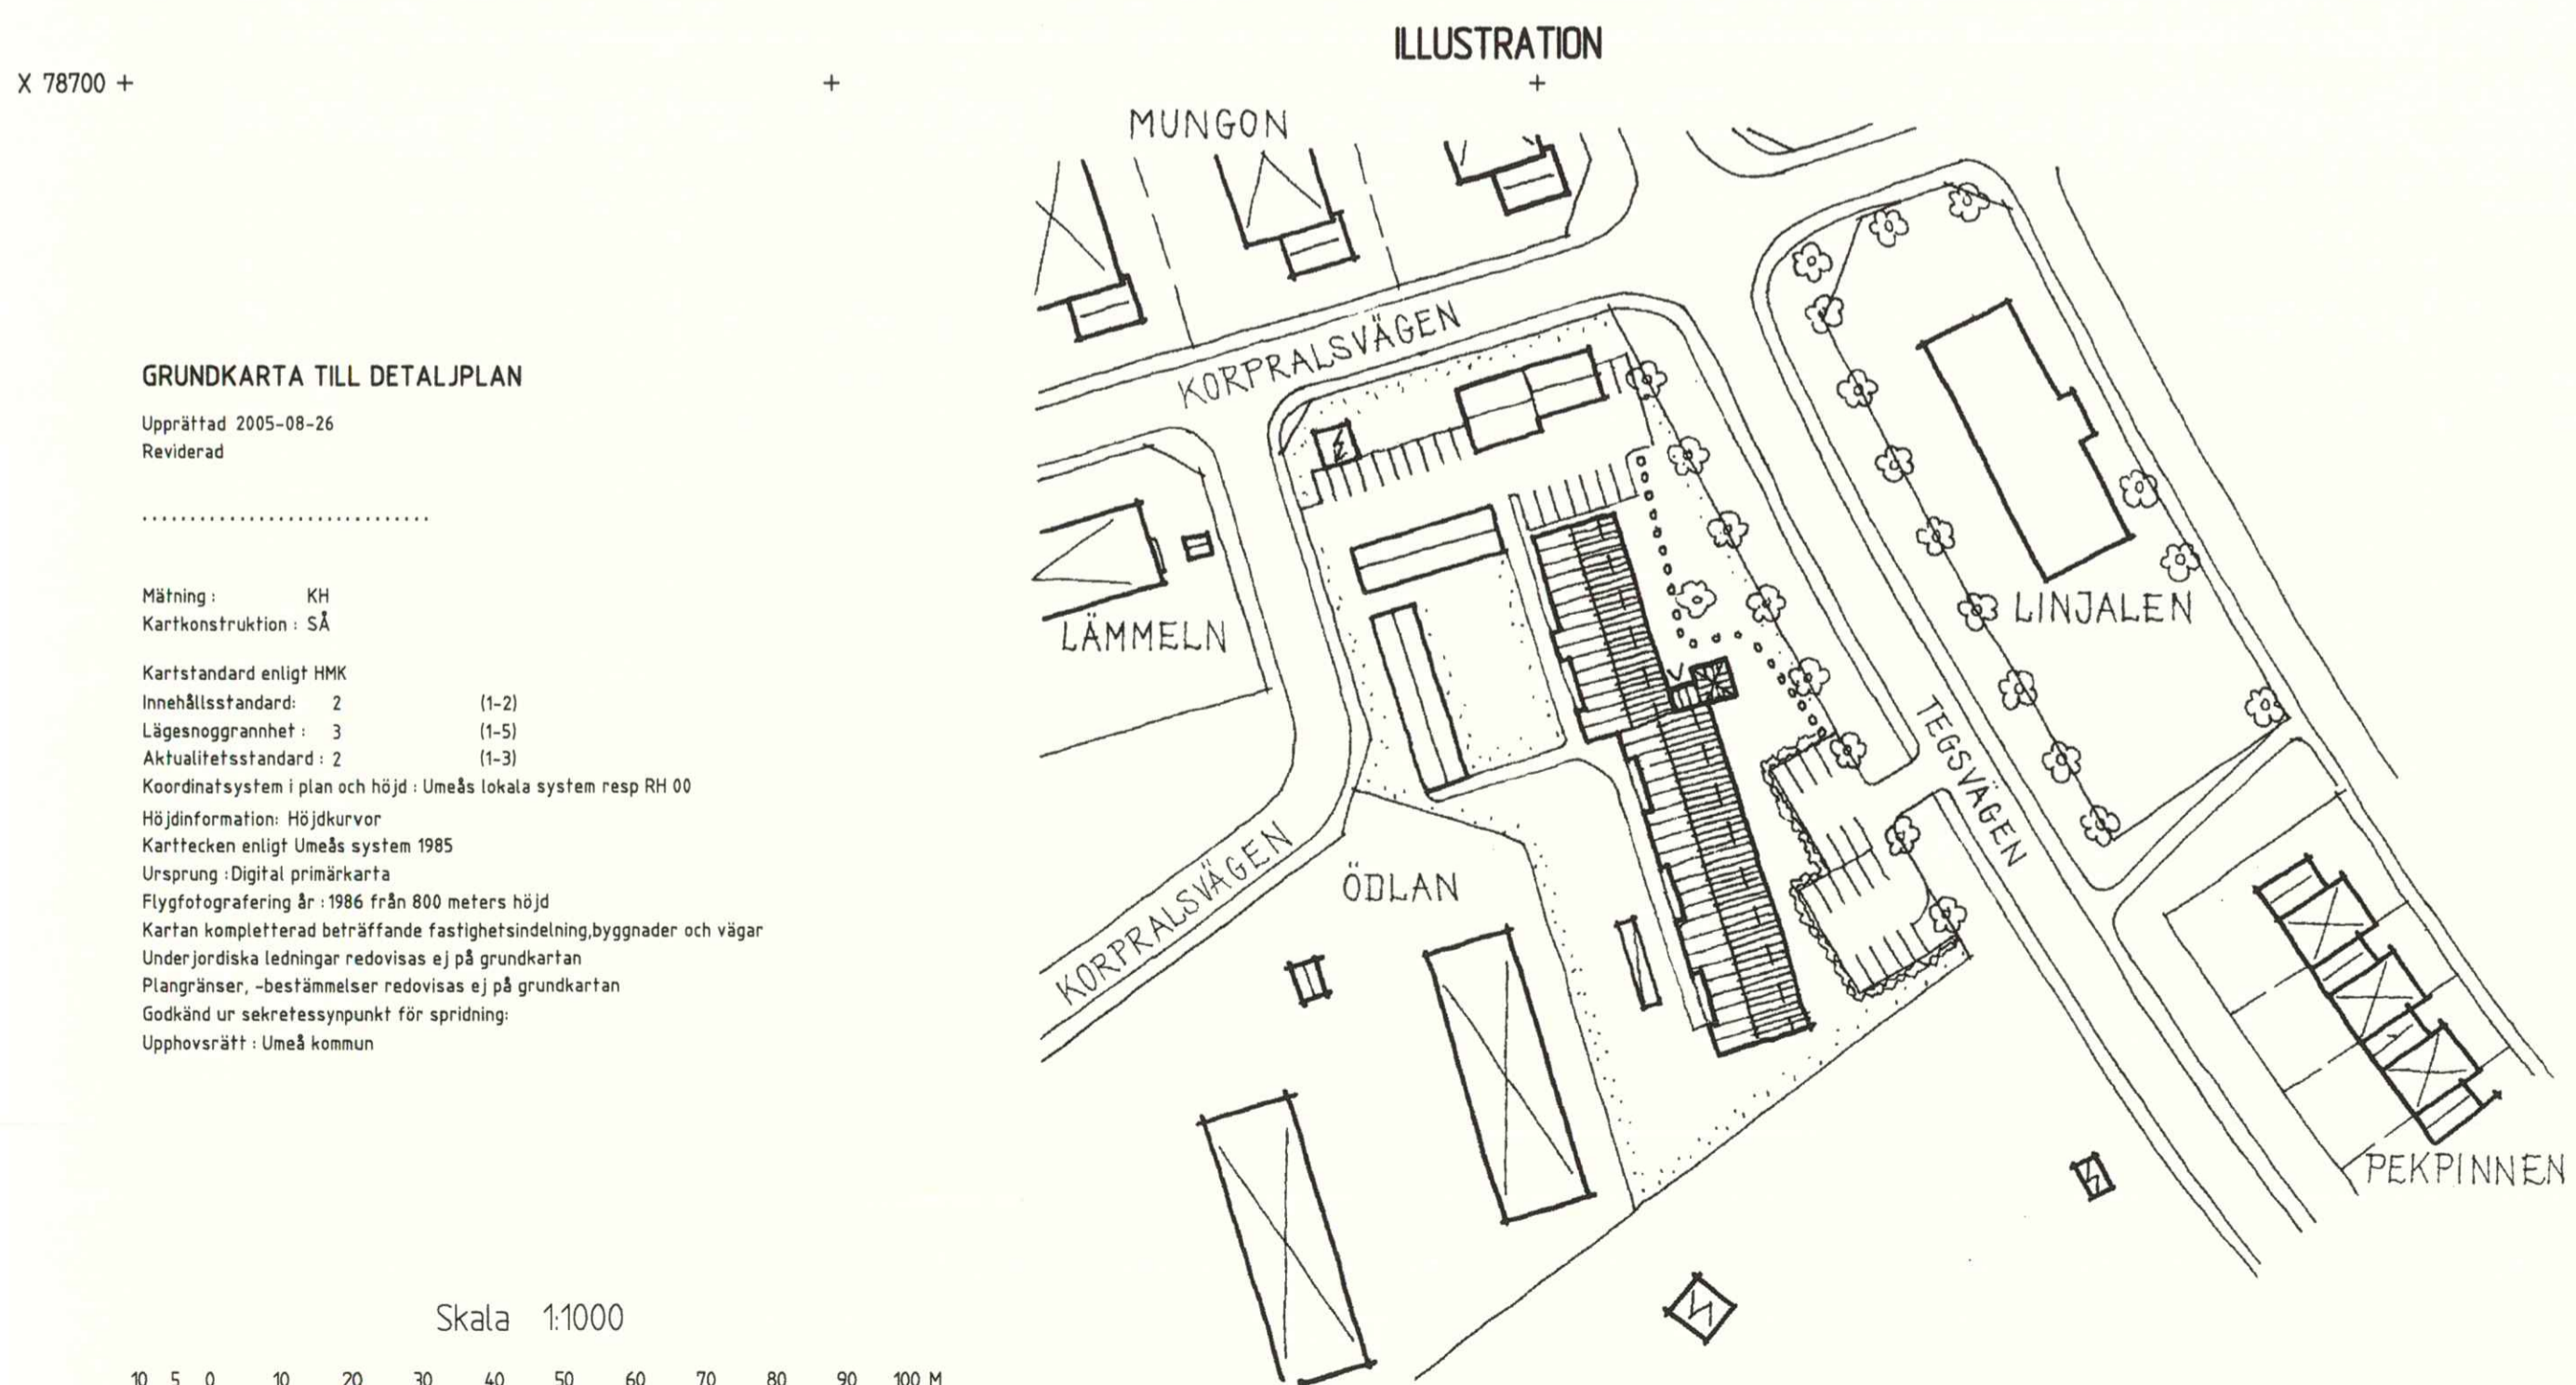 ILLUSTRATION
X 78700 +
+
+
MUNGON
KORPRALSVÄGEN
GRUNDKARTA TILL DETALJPLAN
Upprättad 2005-08-26
Reviderad
..............................
Mätning : KH
Kartkonstruktion : SÅ
Kartstandard enligt HMK
Innehållsstandard: 2 (1-2)
Lägesnoggrannhet : 3 (1-5)
Aktualitetsstandard : 2 (1-3)
Koordinatsystem i plan och höjd : Umeås lokala system resp RH 00
Höjdinformation: Höjdkurvor
Karttecken enligt Umeås system 1985
Ursprung : Digital primärkarta
Flygfotografering år : 1986 från 800 meters höjd
Kartan kompletterad beträffande fastighetsindelning,byggnader och vägar
Underjordiska ledningar redovisas ej på grundkartan
Plangränser, -bestämmelser redovisas ej på grundkartan
Godkänd ur sekretessynpunkt för spridning:
Upphovsrätt : Umeå kommun
LÄMMELN
LINJALEN
TEGSVÄGEN
ÖDLAN
KORPRALSVÄGEN
PEKPINNEN
Skala 1:1000
10 5 0 10 20 30 40 50 60 70 80 90 100 M